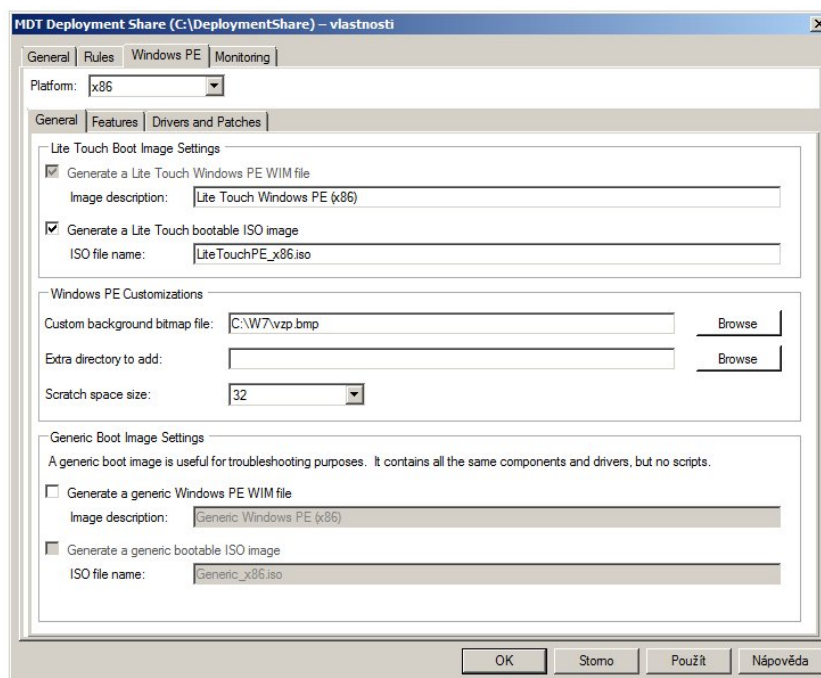 MDT Deployment Share (C:\DeploymentShare) – vlastnosti
General Rules Windows PE Monitoring
Platform: x86
General Features Drivers and Patches
Lite Touch Boot Image Settings
Generate a Lite Touch Windows PE WIM file
Image description: Lite Touch Windows PE (x86)
Generate a Lite Touch bootable ISO image
ISO file name: LiteTouchPE_x86.iso
Windows PE Customizations
Custom background bitmap file: C:\W7\vzp.bmp Browse
Extra directory to add: Browse
Scratch space size: 32
Generic Boot Image Settings
A generic boot image is useful for troubleshooting purposes. It contains all the same components and drivers, but no scripts.
Generate a generic Windows PE WIM file
Image description: Generic Windows PE (x86)
Generate a generic bootable ISO image
ISO file name: Generic_x86.iso
OK Storno Použít Nápověda